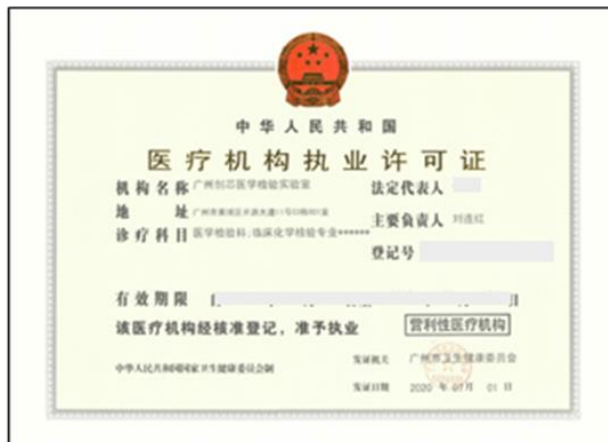 中华人民共和国
医疗机构执业许可证
机构名称 广州创芯医学检验实验室
法定代表人
地 址
主要负责人 刘连红
诊疗科目 医学检验科;临床化学检验专业******
登记号
有效期限
该医疗机构经核准登记，准予执业
营利性医疗机构
中华人民共和国国家卫生健康委员会制
发证机关 广州市卫生健康委员会
发证日期 2020 年 07 月 01 日